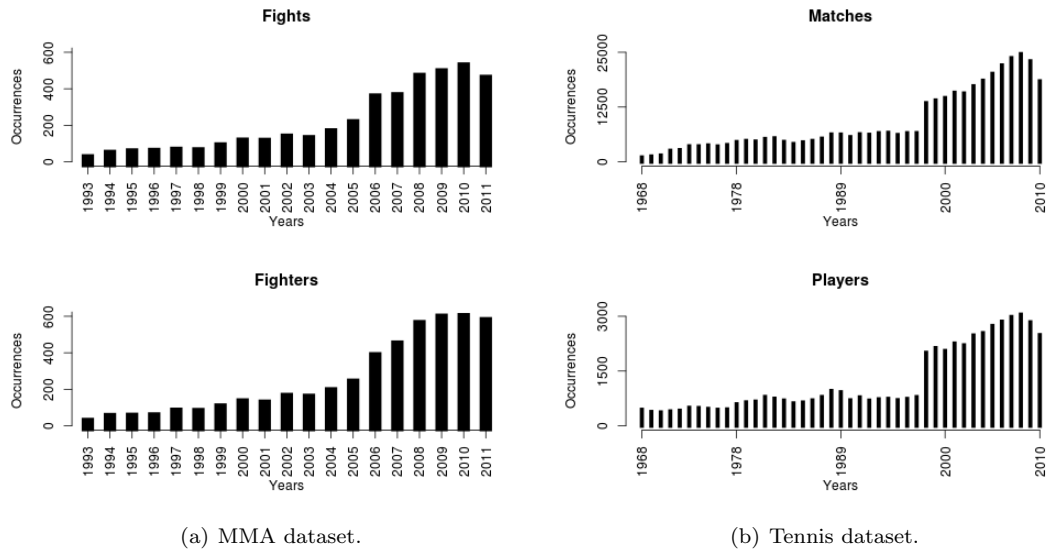 Fights
Occurrences
600
400
200
0
1993 1994 1995 1996 1997 1998 1999 2000 2001 2002 2003 2004 2005 2006 2007 2008 2009 2010 2011
Years
Matches
Occurrences
25000
12500
0
1968 1978 1989 2000 2010
Years
Fighters
Occurrences
600
400
200
0
1993 1994 1995 1996 1997 1998 1999 2000 2001 2002 2003 2004 2005 2006 2007 2008 2009 2010 2011
Years
Players
Occurrences
3000
1500
0
1968 1978 1989 2000 2010
Years
(a) MMA dataset.
(b) Tennis dataset.